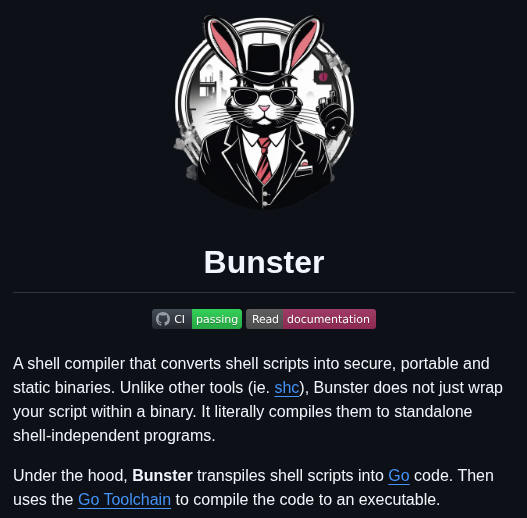 Bunster
CI passing Read documentation
A shell compiler that converts shell scripts into secure, portable and
static binaries. Unlike other tools (ie. shc), Bunster does not just wrap
your script within a binary. It literally compiles them to standalone
shell-independent programs.
Under the hood, Bunster transpiles shell scripts into Go code. Then
uses the Go Toolchain to compile the code to an executable.